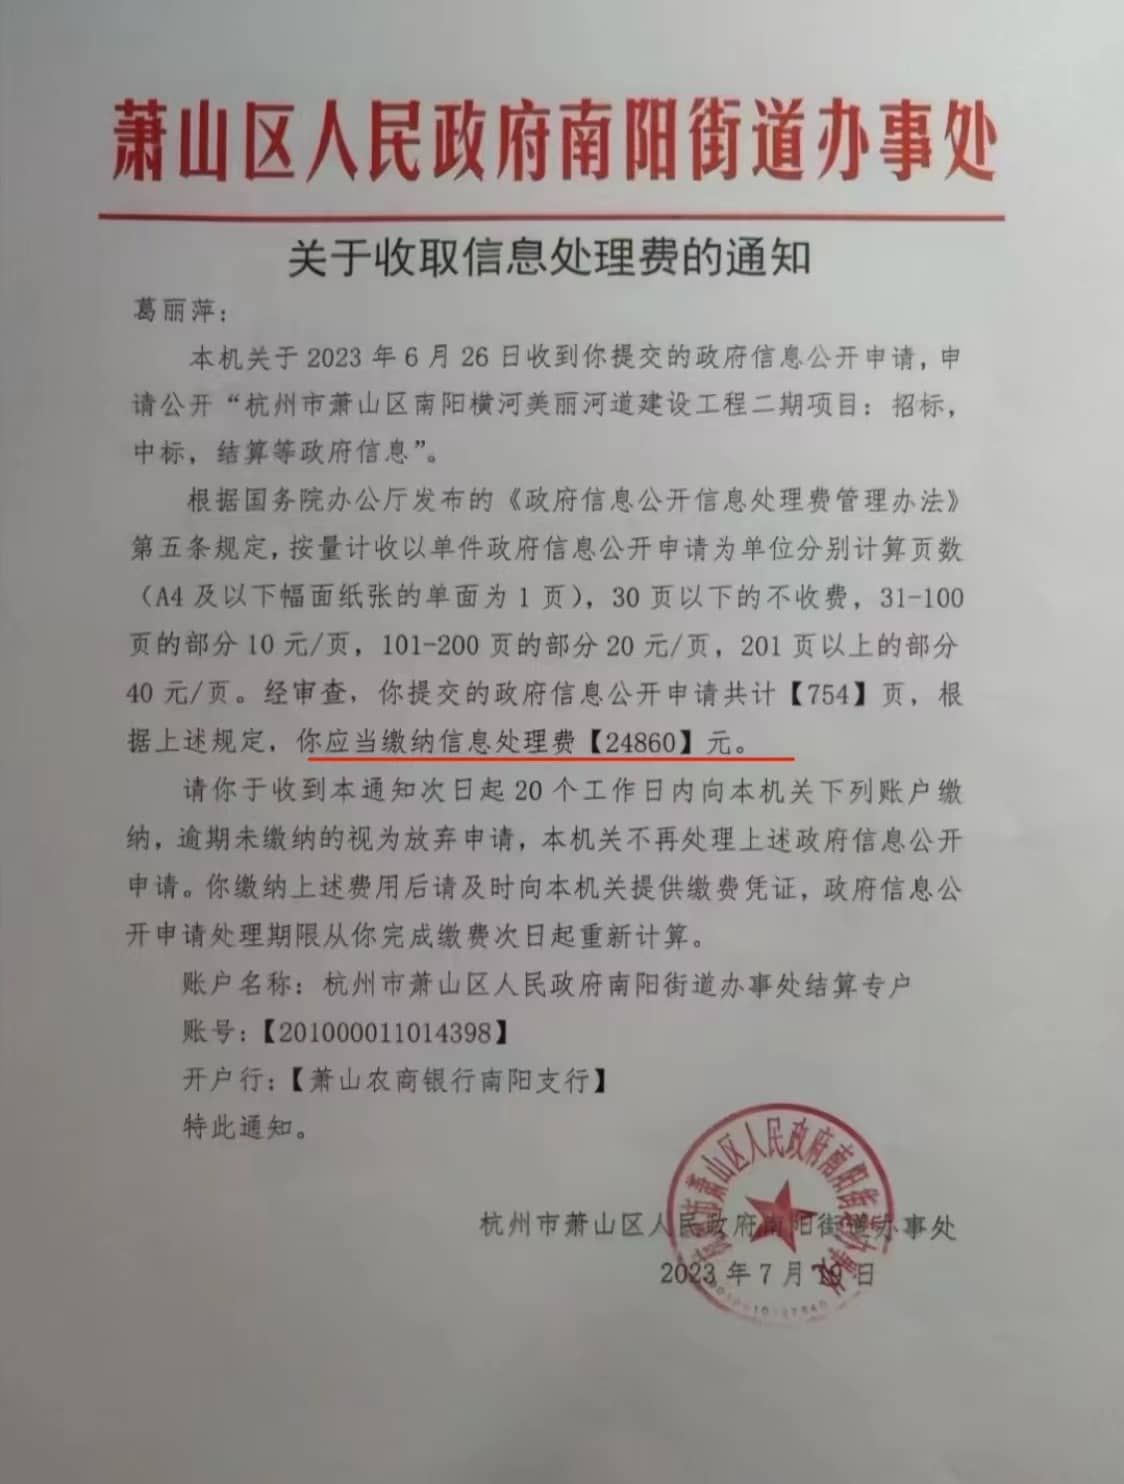 萧山区人民政府南阳街道办事处
关于收取信息处理费的通知
葛丽萍：
本机关于 2023 年 6 月 26 日收到你提交的政府信息公开申请，申
请公开“杭州市萧山区南阳横河美丽河道建设工程二期项目：招标，
中标，结算等政府信息”。
根据国务院办公厅发布的《政府信息公开信息处理费管理办法》
第五条规定，按量计收以单件政府信息公开申请为单位分别计算页数
（A4 及以下幅面纸张的单面为 1 页），30 页以下的不收费，31-100
页的部分 10 元/页，101-200 页的部分 20 元/页，201 页以上的部分
40 元/页。经审查，你提交的政府信息公开申请共计【754】页，根
据上述规定，你应当缴纳信息处理费【24860】元。
请你于收到本通知次日起 20 个工作日内向本机关下列账户缴
纳，逾期未缴纳的视为放弃申请，本机关不再处理上述政府信息公开
申请。你缴纳上述费用后请及时向本机关提供缴费凭证，政府信息公
开申请处理期限从你完成缴费次日起重新计算。
账户名称：杭州市萧山区人民政府南阳街道办事处结算专户
账号：【201000011014398】
开户行：【萧山农商银行南阳支行】
特此通知。
杭州市萧山区人民政府南阳街道办事处
2023 年 7 月 19 日
杭州市萧山区人民政府南阳街道办事处